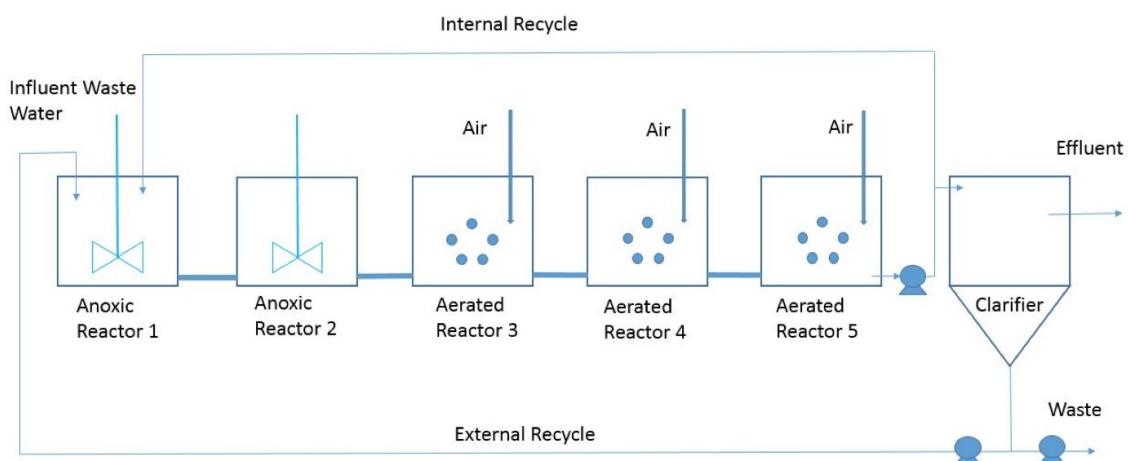 Internal Recycle
Influent Waste
Water
Air
Air
Air
Effluent
Anoxic
Reactor 1
Anoxic
Reactor 2
Aerated
Reactor 3
Aerated
Reactor 4
Aerated
Reactor 5
Clarifier
External Recycle
Waste